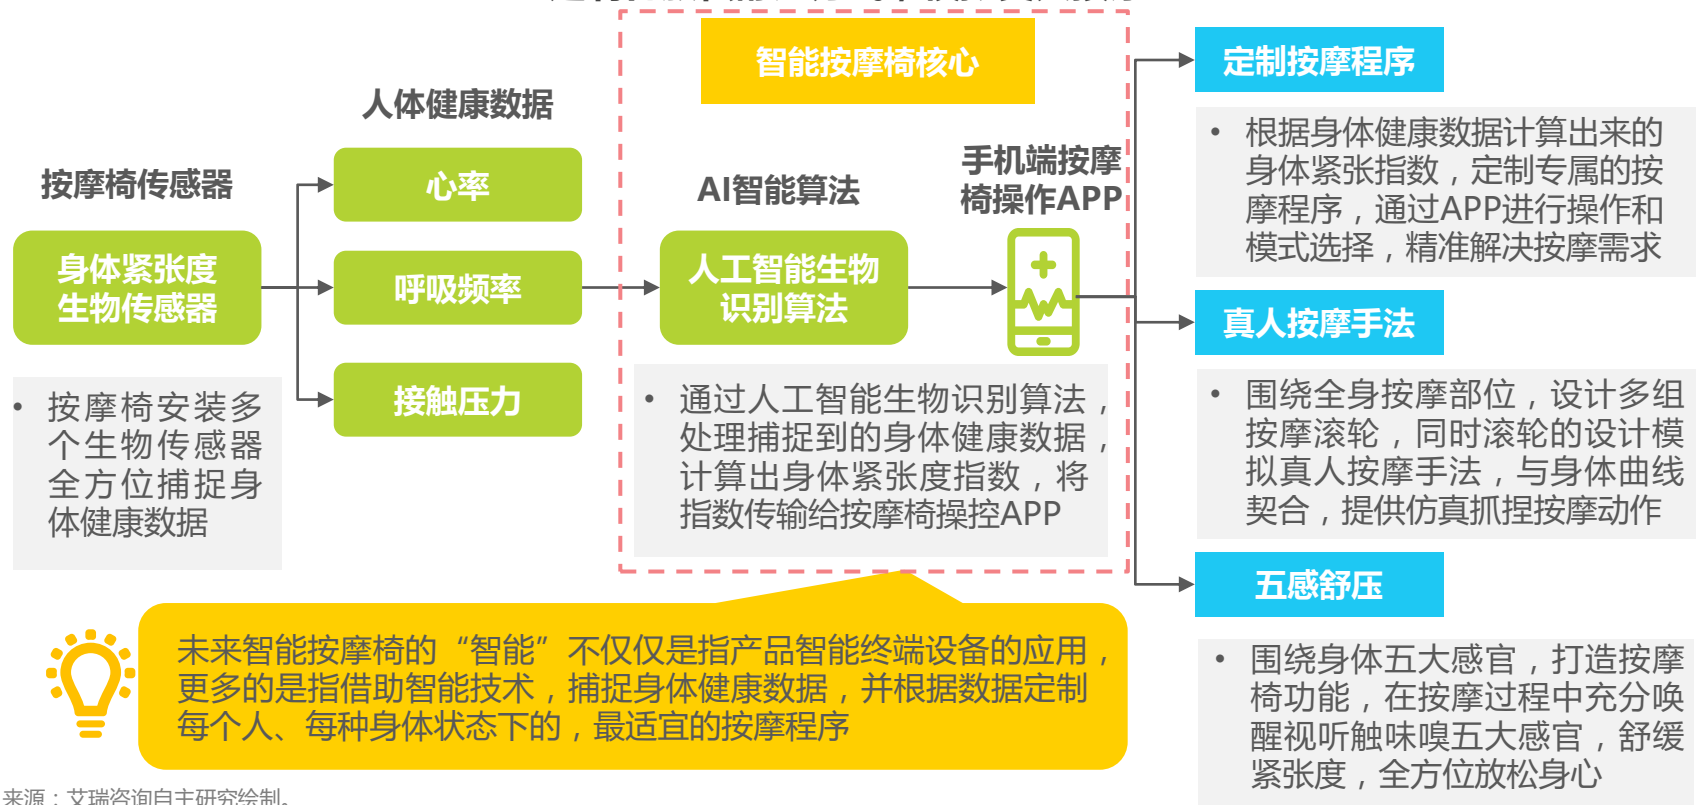 智能按摩椅核心
人体健康数据
按摩椅传感器
身体紧张度
生物传感器
心率
呼吸频率
接触压力
AI智能算法
人工智能生物
识别算法
手机端按摩
椅操作APP
• 按摩椅安装多
个生物传感器
全方位捕捉身
体健康数据
• 通过人工智能生物识别算法，
处理捕捉到的身体健康数据，
计算出身体紧张度指数，将
指数传输给按摩椅操控APP
定制按摩程序
• 根据身体健康数据计算出来的
身体紧张指数，定制专属的按
摩程序，通过APP进行操作和
模式选择，精准解决按摩需求
真人按摩手法
• 围绕全身按摩部位，设计多组
按摩滚轮，同时滚轮的设计模
拟真人按摩手法，与身体曲线
契合，提供仿真抓捏按摩动作
五感舒压
• 围绕身体五大感官，打造按摩
椅功能，在按摩过程中充分唤
醒视听触味嗅五大感官，舒缓
紧张度，全方位放松身心
未来智能按摩椅的“智能”不仅仅是指产品智能终端设备的应用，
更多的是指借助智能技术，捕捉身体健康数据，并根据数据定制
每个人、每种身体状态下的，最适宜的按摩程序
来源：艾瑞咨询自主研究绘制。